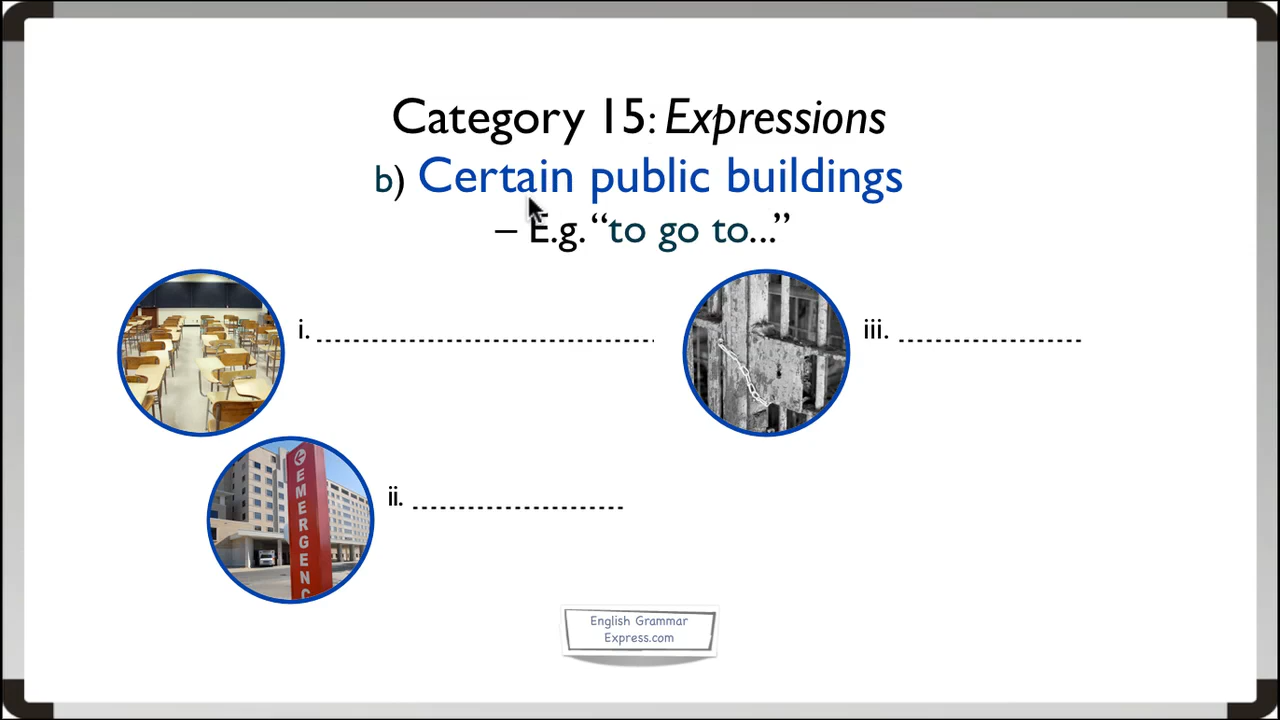 Category 15: Expressions
b) Certain public buildings
– E.g. “to go to...”
i. 
iii. 
EMERGENC
ii. 
English Grammar
Express.com